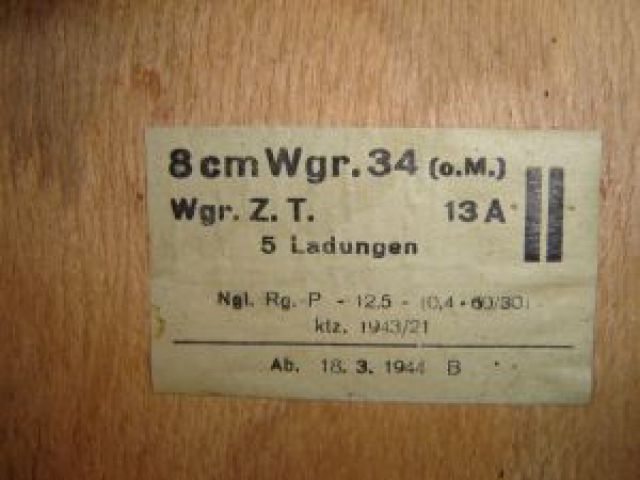 8 cm Wgr. 34 (o.M.)
Wgr. Z. T. 13 A
5 Ladungen
Ngl. Rg. P - 12,5 - (0,4 · 60/30)
ktz. 1943/21
Ab. 18. 3. 1944 B